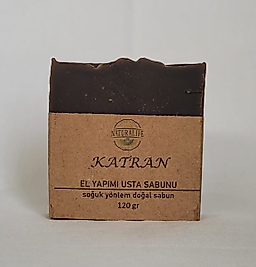 NATURALIFE
KATRAN
EL YAPIMI USTA SABUNU
soğuk yöntem doğal sabun
120 gr